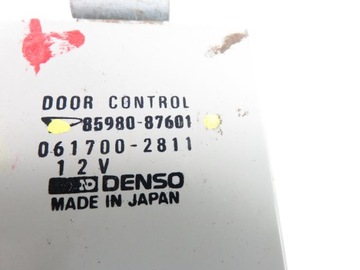 DOOR CONTROL
85980-87601
061700-2811
12V
DENSO
MADE IN JAPAN